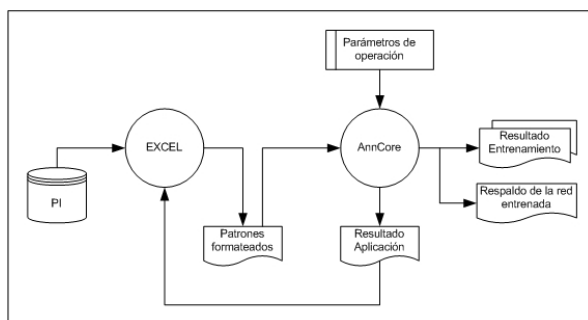 Parámetros de
operación
EXCEL
AnnCore
Resultado
Entrenamiento
PI
Respaldo de la red
entrenada
Patrones
formateados
Resultado
Aplicación